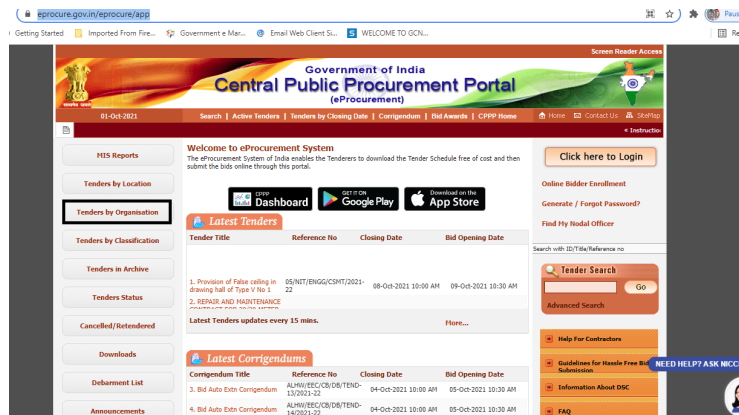 eprocure.gov.in/eprocure/app
Paus
Getting Started Imported From Fire... Government e Mar... Email Web Client Si... WELCOME TO GCN... Re
Screen Reader Access
Government of India
Central Public Procurement Portal
(eProcurement)
01-Oct-2021 Search | Active Tenders | Tenders by Closing Date | Corrigendum | Bid Awards | CPPP Home Home Contact Us SiteMap
« Instruction
MIS Reports
Tenders by Location
Tenders by Organisation
Tenders by Classification
Tenders in Archive
Tenders Status
Cancelled/Retendered
Downloads
Debarment List
Announcements
Welcome to eProcurement System
The eProcurement System of India enables the Tenderers to download the Tender Schedule free of cost and then
submit the bids online through this portal.
CPPP Dashboard
GET IT ON Google Play
Download on the App Store
Latest Tenders
Tender Title Reference No Closing Date Bid Opening Date
1. Provision of False ceiling in drawing hall of Type V No 1 05/NIT/ENGG/CSMT/2021-22 08-Oct-2021 10:00 AM 09-Oct-2021 10:30 AM
2. REPAIR AND MAINTENANCE
Latest Tenders updates every 15 mins. More...
Latest Corrigendums
Corrigendum Title Reference No Closing Date Bid Opening Date
3. Bid Auto Extn Corrigendum ALHW/EEC/CB/DB/TEND-13/2021-22 04-Oct-2021 10:00 AM 05-Oct-2021 10:30 AM
4. Bid Auto Extn Corrigendum ALHW/EEC/CB/DB/TEND-14/2021-22 04-Oct-2021 10:00 AM 05-Oct-2021 10:30 AM
Click here to Login
Online Bidder Enrollment
Generate / Forgot Password?
Find My Nodal Officer
Search with ID/Title/Reference no
Tender Search
Go
Advanced Search
Help For Contractors
Guidelines for Hassle Free Bid
Submission
Information About DSC
FAQ
NEED HELP? ASK NICCI